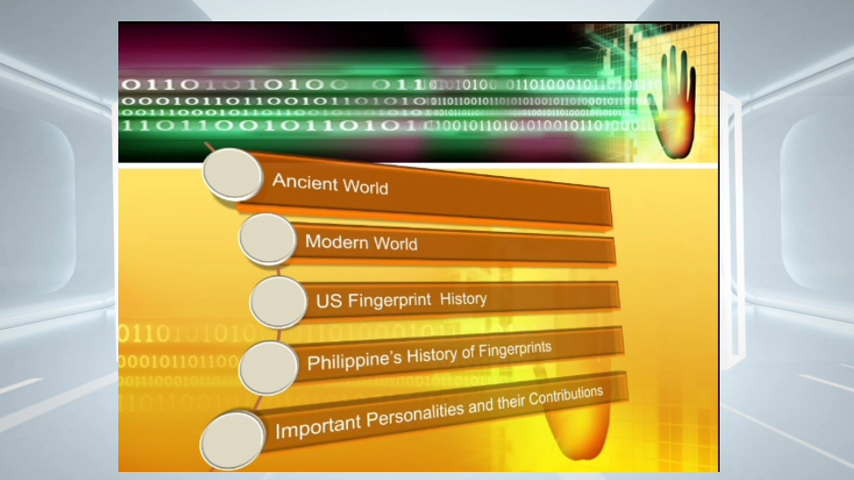 Ancient World
Modern World
US Fingerprint History
Philippine's History of Fingerprints
Important Personalities and their Contributions